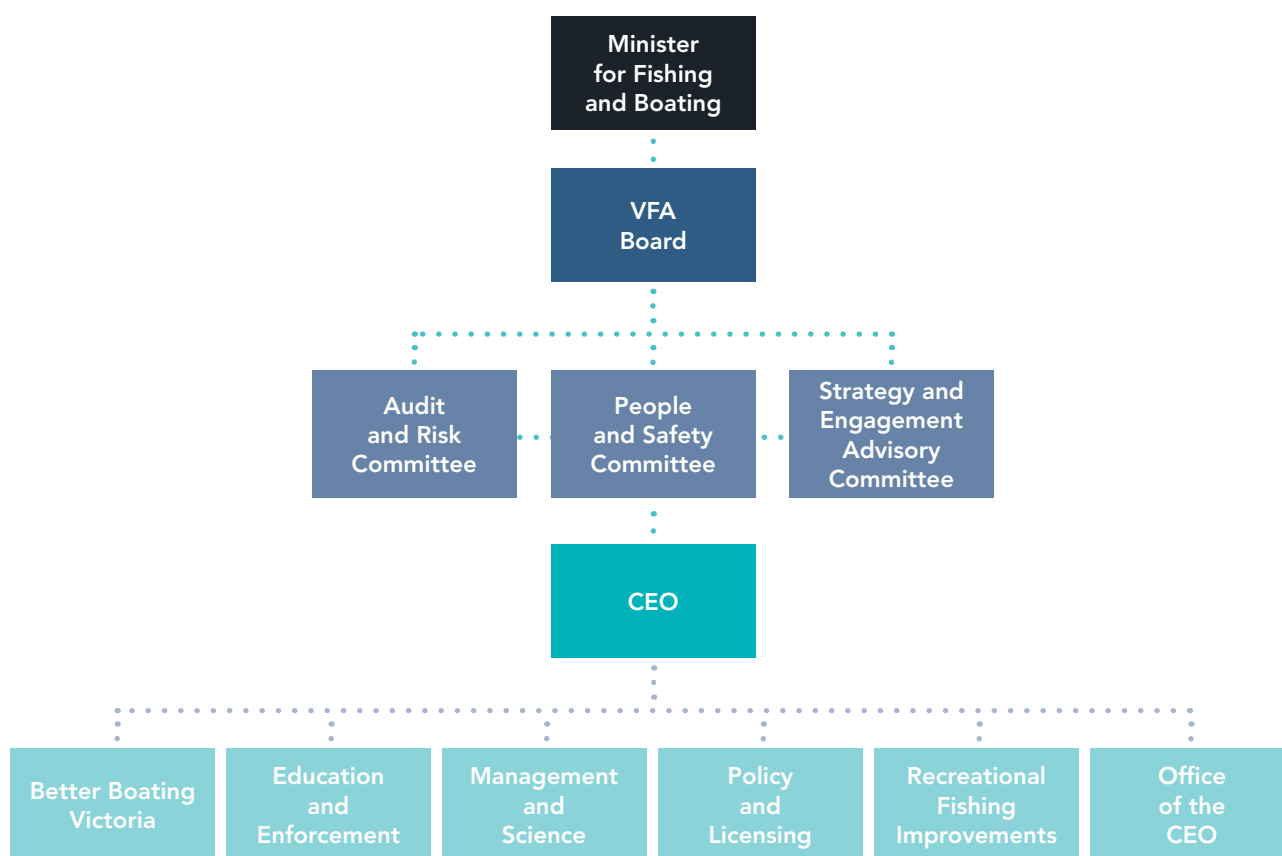 Minister
for Fishing
and Boating
VFA
Board
Audit
and Risk
Committee
People
and Safety
Committee
Strategy and
Engagement
Advisory
Committee
CEO
Better Boating
Victoria
Education
and
Enforcement
Management
and
Science
Policy
and
Licensing
Recreational
Fishing
Improvements
Office
of the
CEO